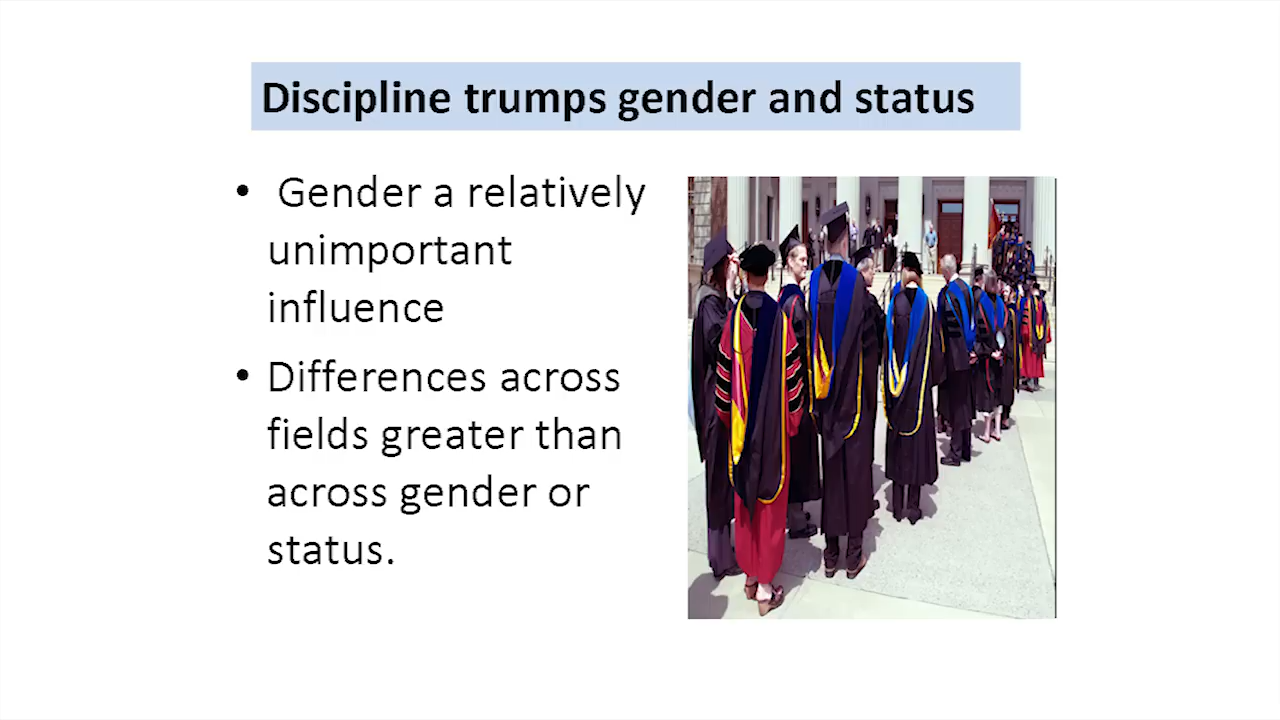 Discipline trumps gender and status
• Gender a relatively
unimportant
influence
• Differences across
fields greater than
across gender or
status.